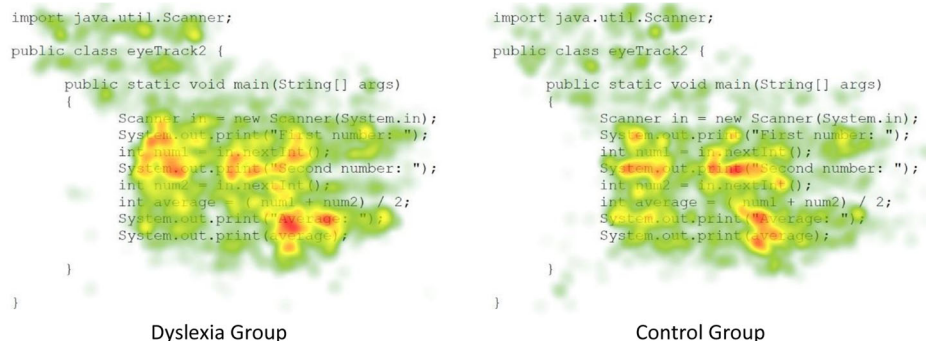 import java.util.Scanner;
public class eyeTrack2 {
public static void main(String[] args)
{
Scanner in = new Scanner(System.in);
System.out.print("First number: ");
int num1 = in.nextInt();
System.out.print("Second number: ");
int num2 = in.nextInt();
int average = ( num1 + num2) / 2;
System.out.print("Average: ");
System.out.print(average);
}
}
Dyslexia Group
import java.util.Scanner;
public class eyeTrack2 {
public static void main(String[] args)
{
Scanner in = new Scanner(System.in);
System.out.print("First number: ");
int num1 = in.nextInt();
System.out.print("Second number: ");
int num2 = in.nextInt();
int average = ( num1 + num2) / 2;
System.out.print("Average: ");
System.out.print(average);
}
}
Control Group